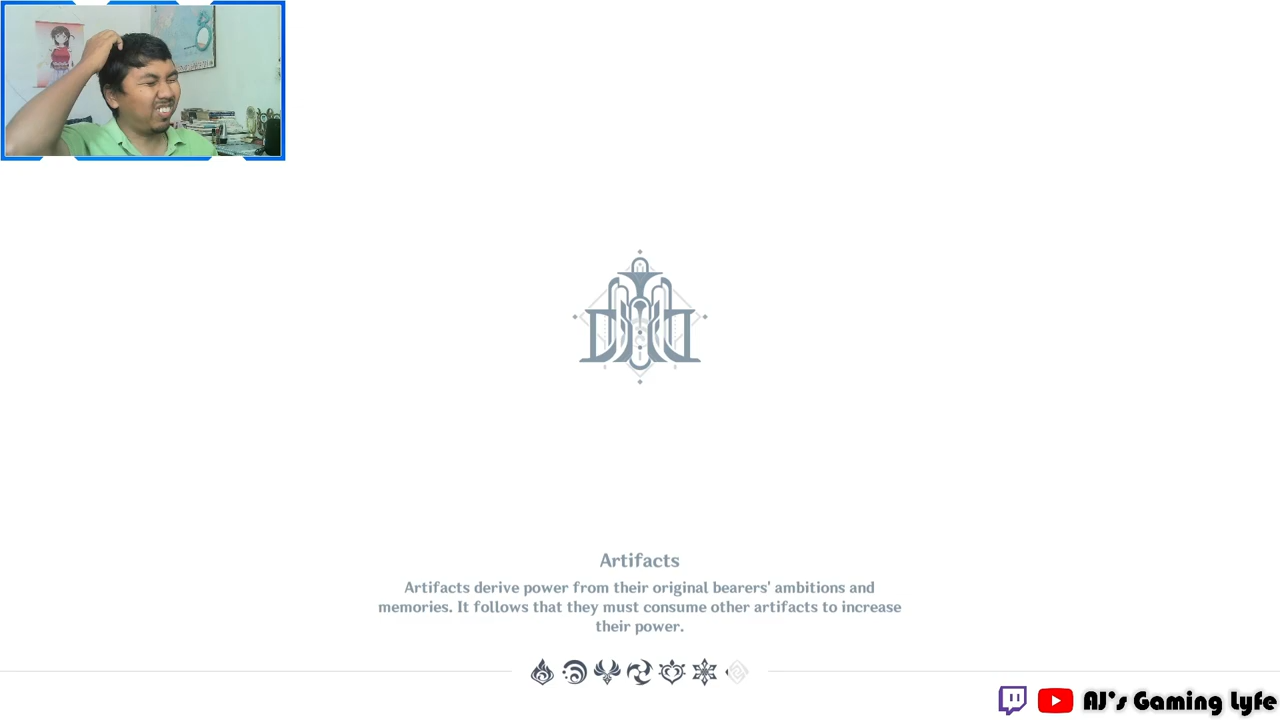 Artifacts
Artifacts derive power from their original bearers' ambitions and
memories. It follows that they must consume other artifacts to increase
their power.
AJ's Gaming Lyfe